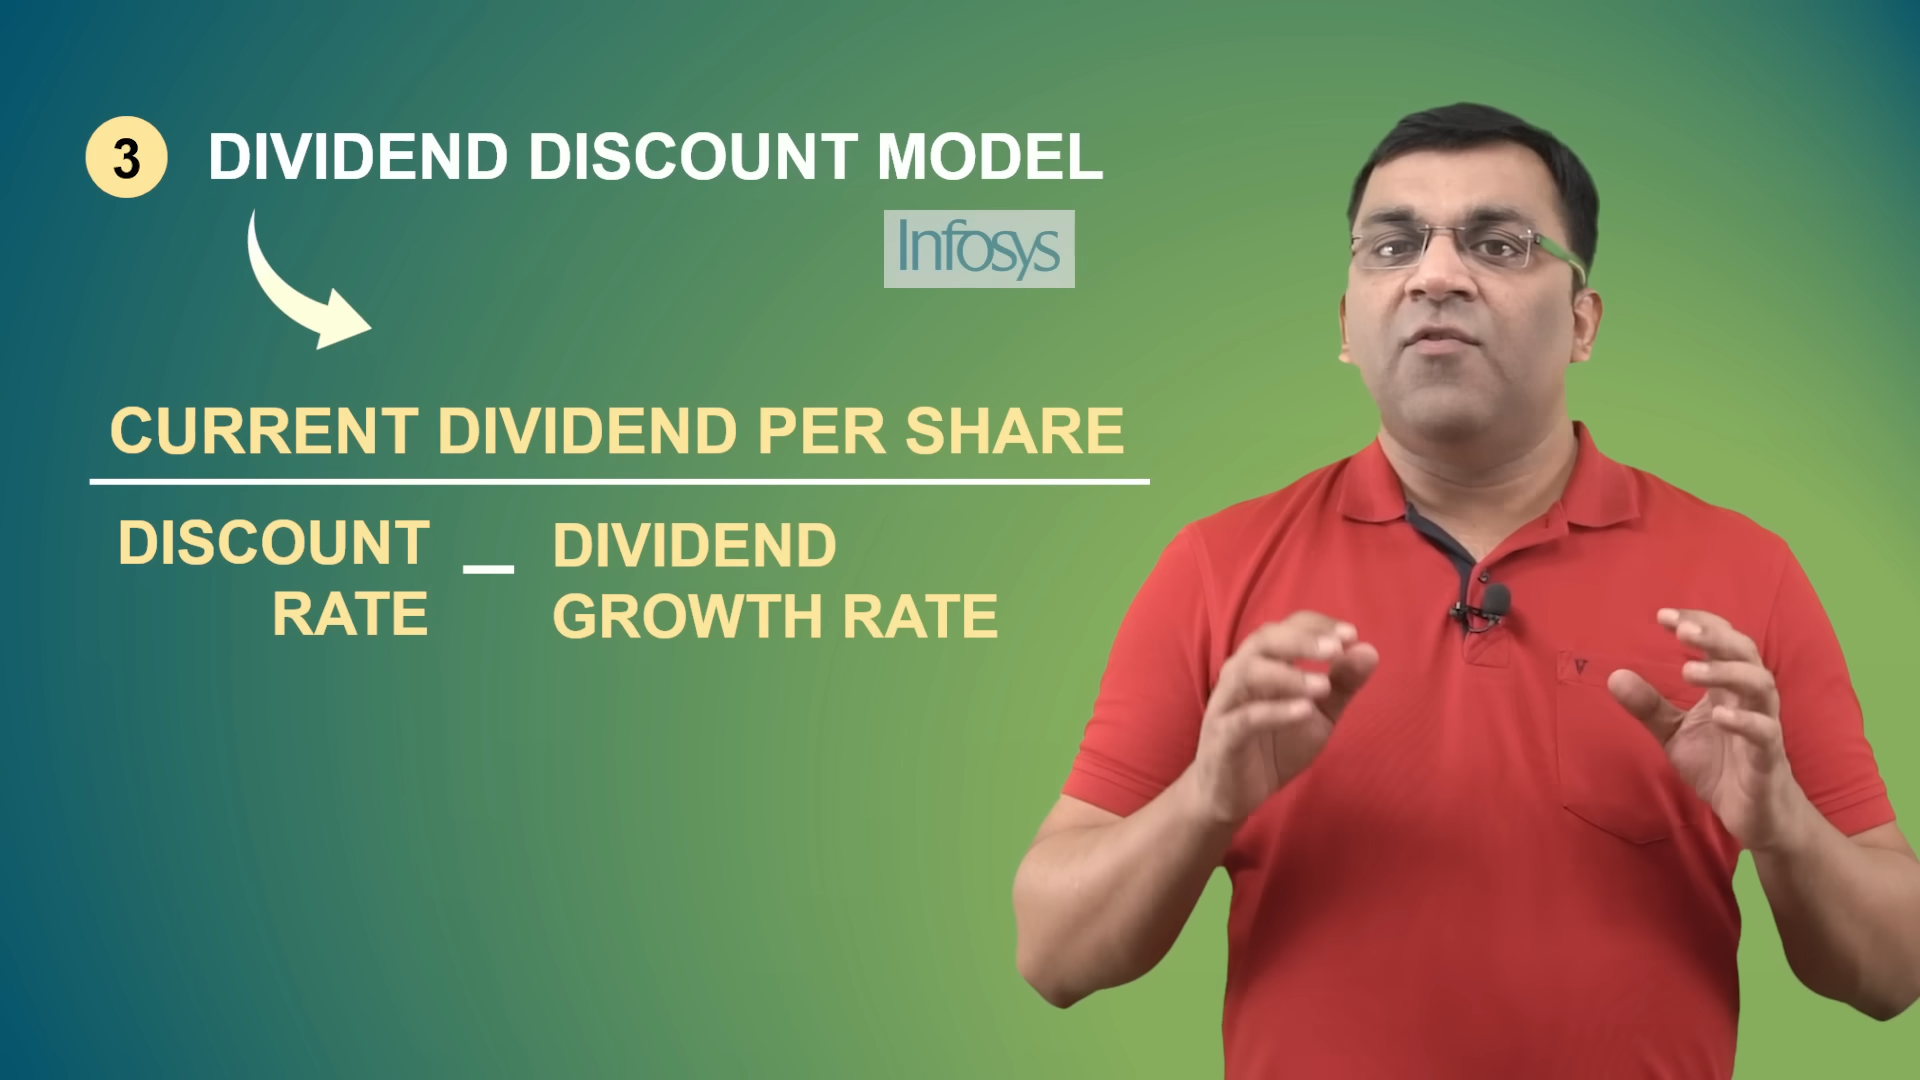 3 DIVIDEND DISCOUNT MODEL
Infosys
CURRENT DIVIDEND PER SHARE
DISCOUNT
RATE
–
DIVIDEND
GROWTH RATE
V